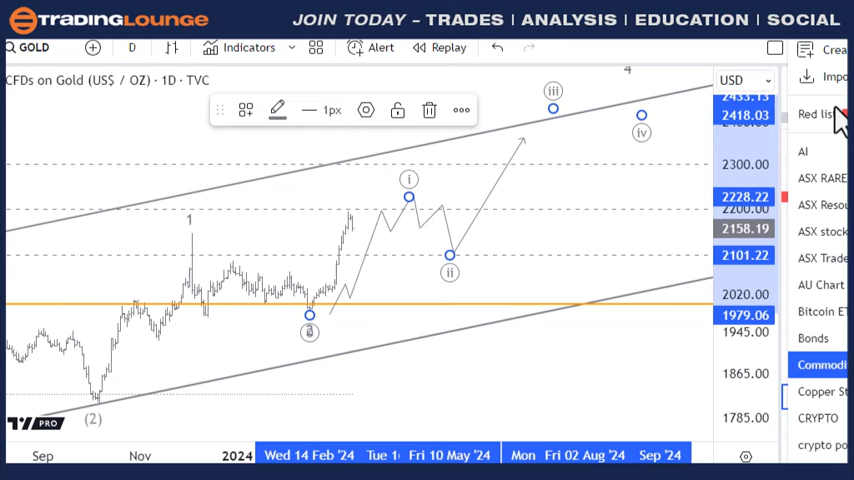 TRADINGLOUNGE JOIN TODAY - TRADES | ANALYSIS | EDUCATION | SOCIAL
GOLD D Indicators Alert Replay Crea
CFDs on Gold (US$ / OZ) · 1D · TVC USD Impo
1px
4
2433.13
iii
2418.03
iv
Red lis
AI
2300.00
i
ASX RARE
2228.22
2200.00
ASX Resou
1
2158.19
ASX stock
2101.22
ASX Trade
ii
2020.00
AU Chart
1979.06
Bitcoin ET
1945.00
2
Bonds
1865.00
Commodi
Copper St
(2)
1785.00
CRYPTO
TV PRO
crypto po
Sep Nov 2024 Wed 14 Feb '24 Tue 1 Fri 10 May '24 Mon Fri 02 Aug '24 Sep '24